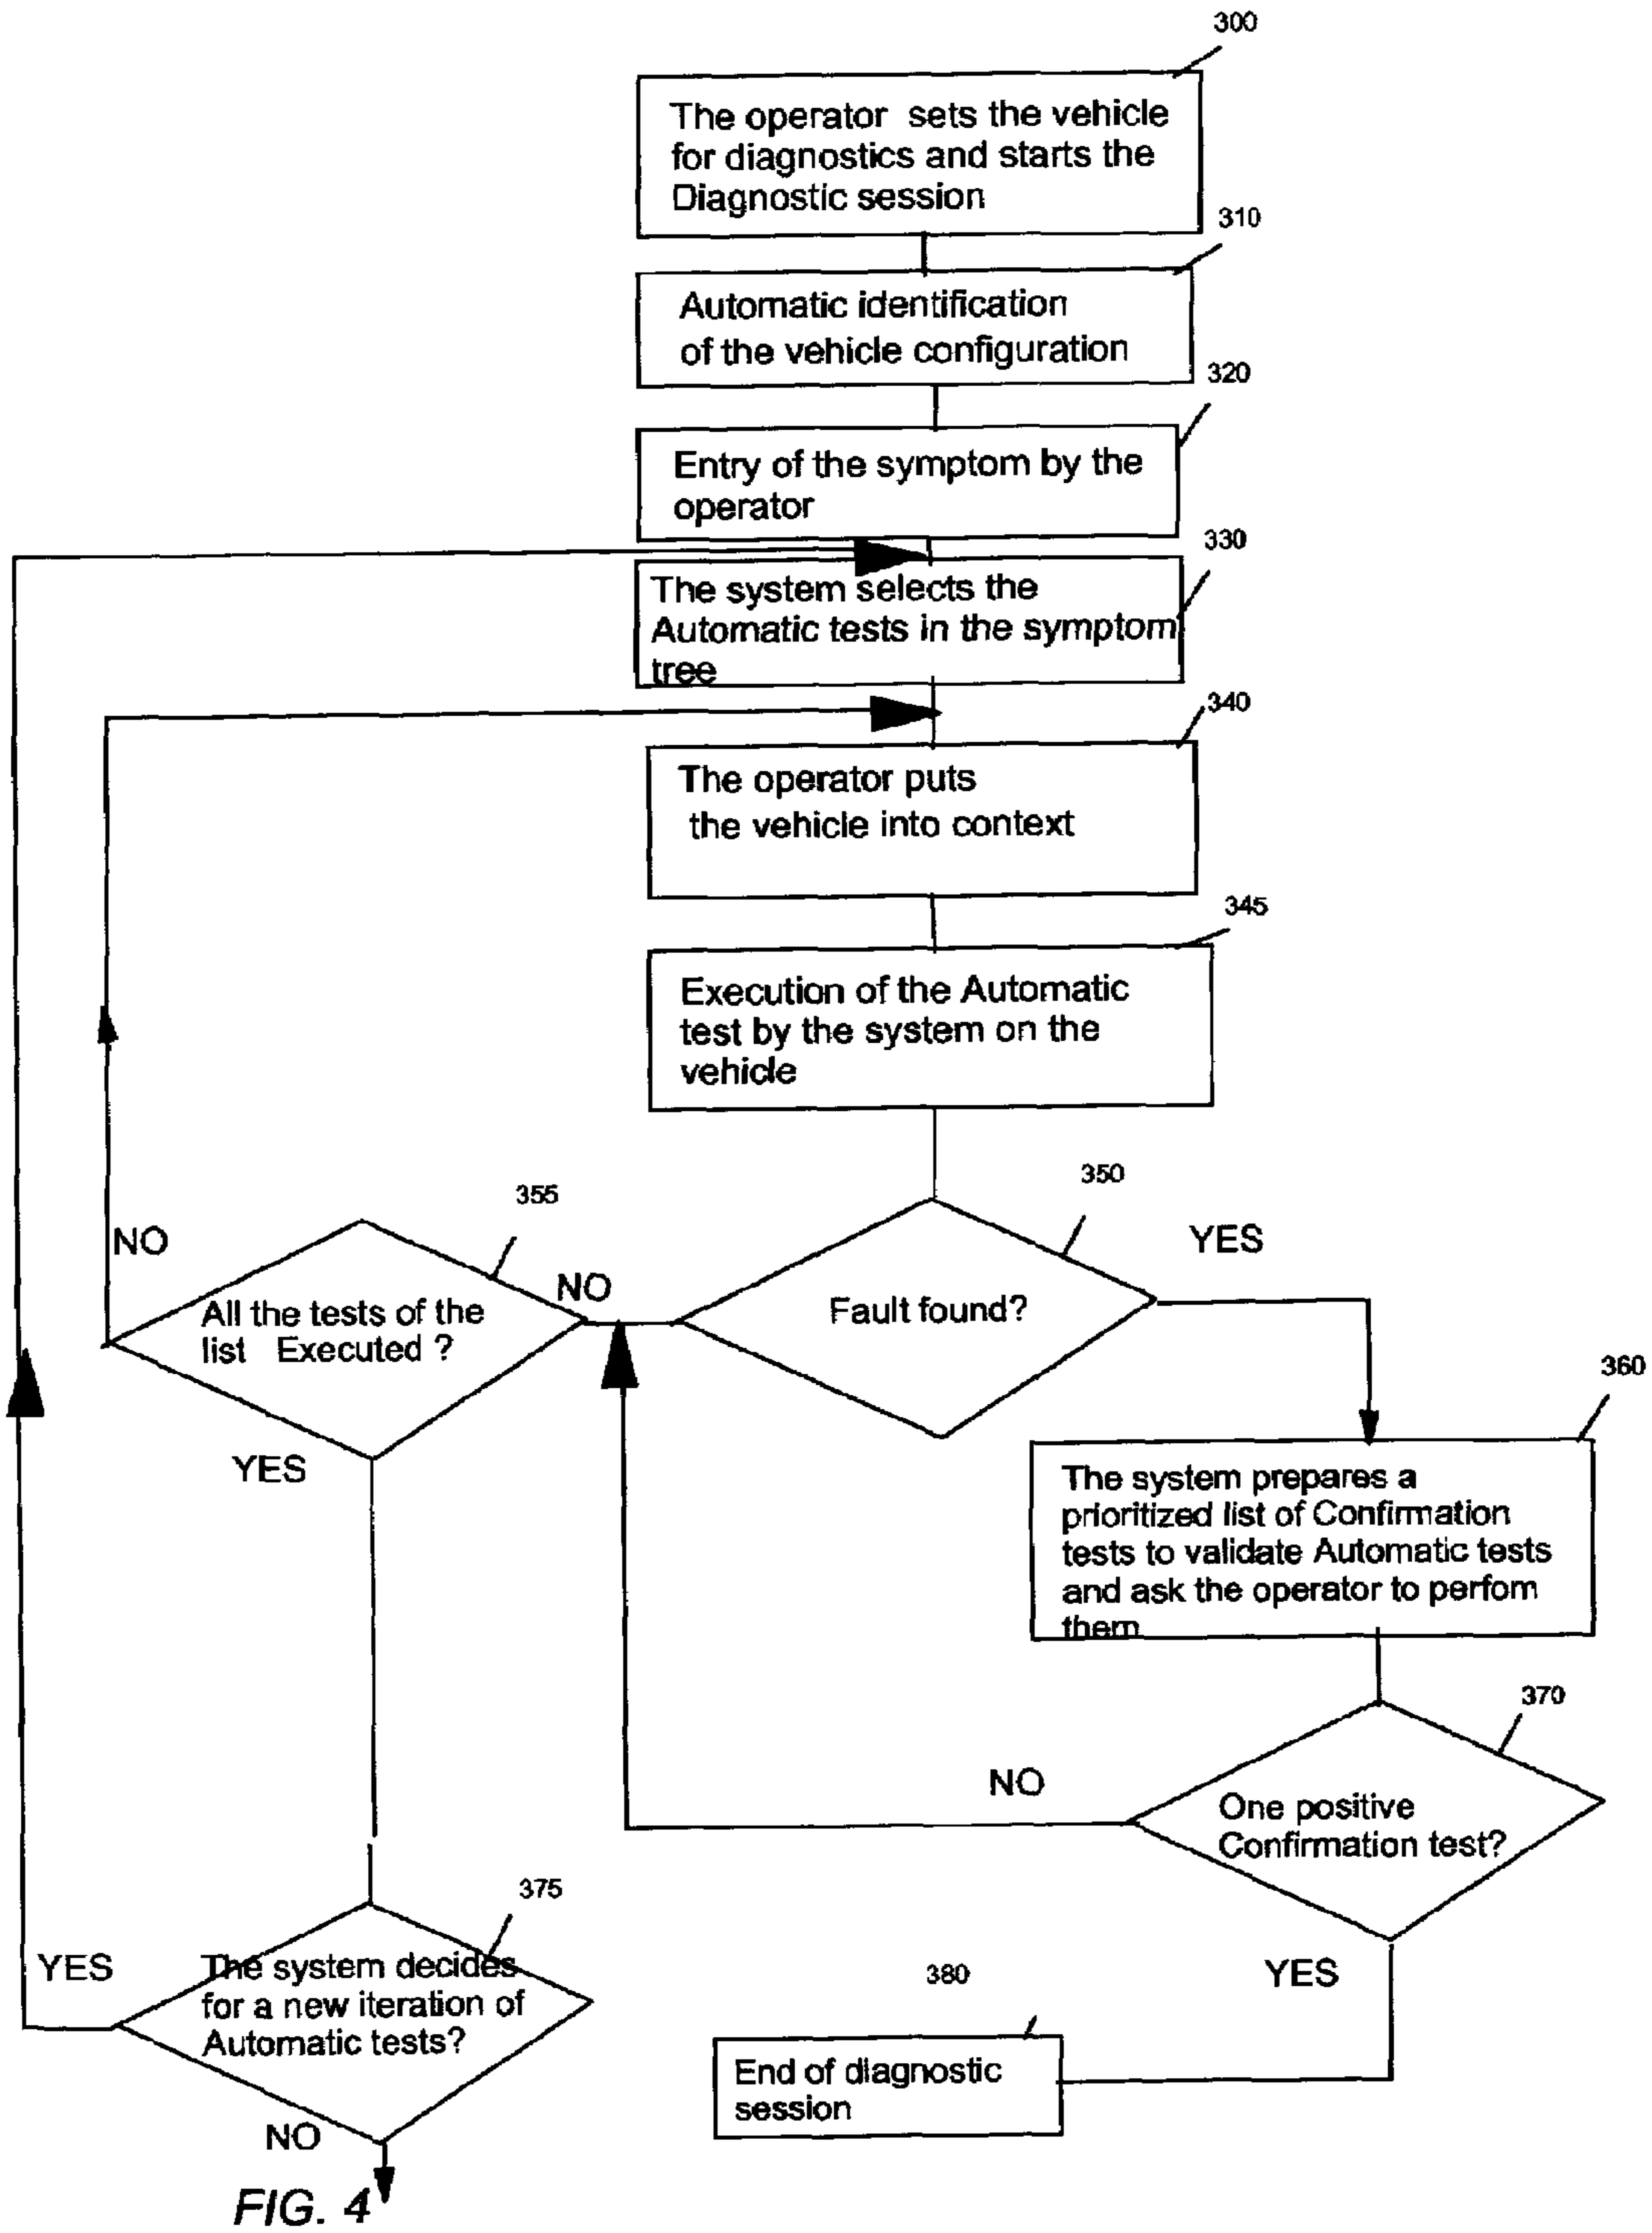 300
The operator sets the vehicle
for diagnostics and starts the
Diagnostic session
310
Automatic identification
of the vehicle configuration
320
Entry of the symptom by the
operator
330
The system selects the
Automatic tests in the symptom
tree
340
The operator puts
the vehicle into context
345
Execution of the Automatic
test by the system on the
vehicle
350
Fault found?
YES
NO
355
All the tests of the
list Executed ?
NO
YES
360
The system prepares a
prioritized list of Confirmation
tests to validate Automatic tests
and ask the operator to perfom
them
370
One positive
Confirmation test?
NO
YES
375
The system decides
for a new iteration of
Automatic tests?
YES
NO
380
End of diagnostic
session
FIG. 4